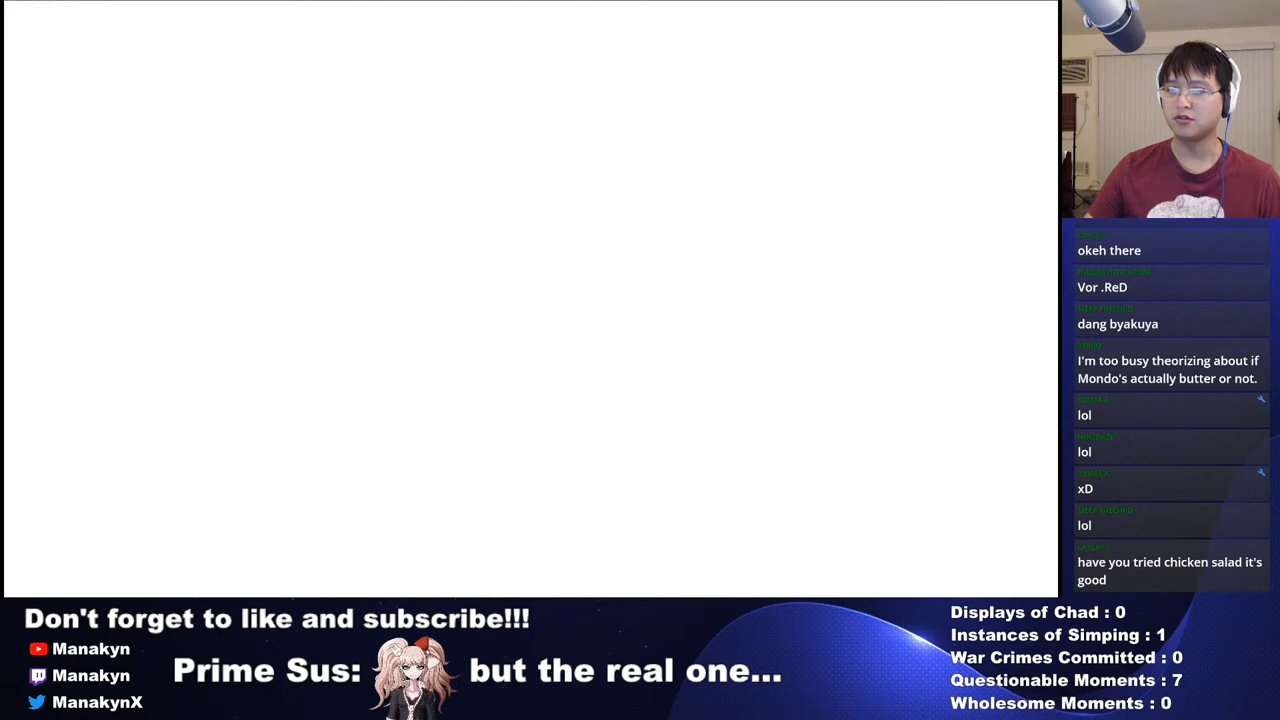 okeh there
Vor .ReD
dang byakuya
I'm too busy theorizing about if
Mondo's actually butter or not.
lol
lol
xD
lol
have you tried chicken salad it's
good
Don't forget to like and subscribe!!!
Manakyn
Manakyn
ManakynX
Prime Sus: but the real one...
Displays of Chad : 0
Instances of Simping : 1
War Crimes Committed : 0
Questionable Moments : 7
Wholesome Moments : 0